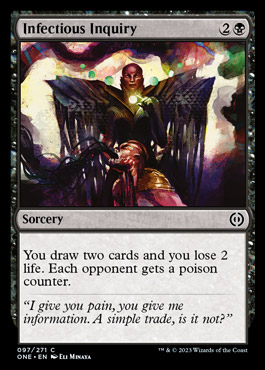 Infectious Inquiry 2
Sorcery
You draw two cards and you lose 2
life. Each opponent gets a poison
counter.
“I give you pain, you give me
information. A simple trade, is it not?”
097/271 C
ONE • EN Eli Minaya
™ & © 2023 Wizards of the Coast